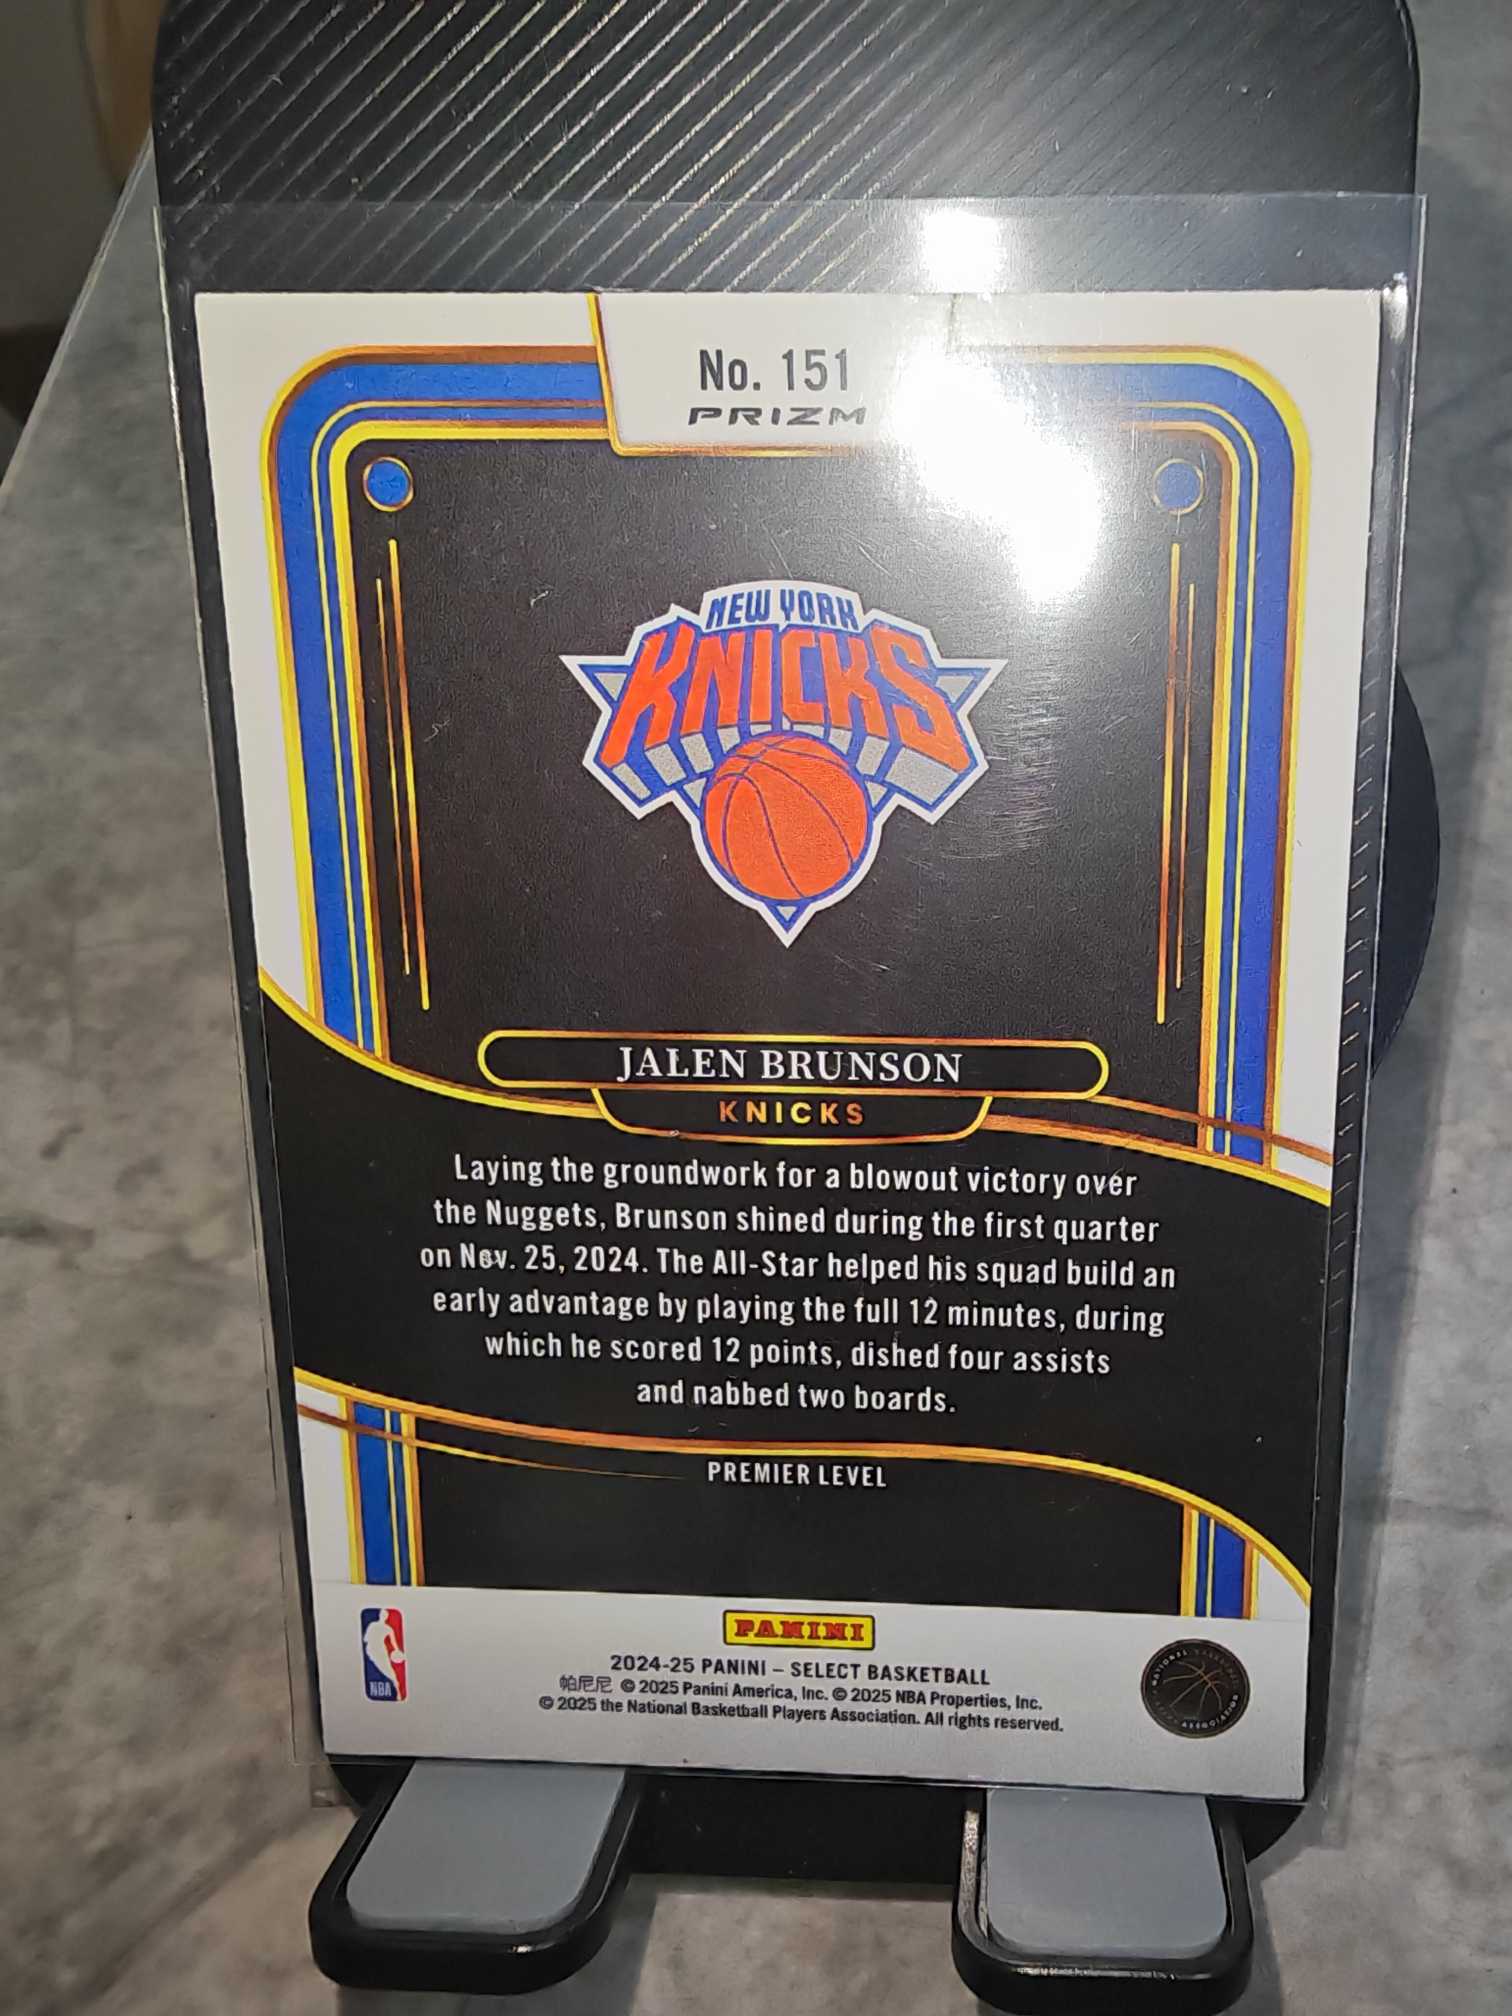 No. 151
PRIZM
NEW YORK
KNICKS
JALEN BRUNSON
KNICKS
Laying the groundwork for a blowout victory over
the Nuggets, Brunson shined during the first quarter
on Nov. 25, 2024. The All-Star helped his squad build an
early advantage by playing the full 12 minutes, during
which he scored 12 points, dished four assists
and nabbed two boards.
PREMIER LEVEL
PANINI
NBA
2024-25 PANINI – SELECT BASKETBALL
帕尼尼 © 2025 Panini America, Inc. © 2025 NBA Properties, Inc.
© 2025 the National Basketball Players Association. All rights reserved.
NATIONAL BASKETBALL
ASSOCIATION